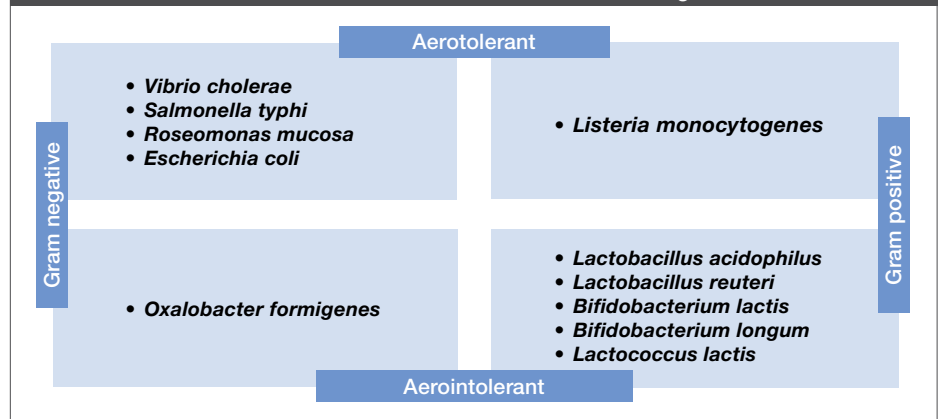 Aerotolerant
• Vibrio cholerae
• Salmonella typhi
• Roseomonas mucosa
• Escherichia coli
• Listeria monocytogenes
Gram negative
Gram positive
• Oxalobacter formigenes
• Lactobacillus acidophilus
• Lactobacillus reuteri
• Bifidobacterium lactis
• Bifidobacterium longum
• Lactococcus lactis
Aerointolerant